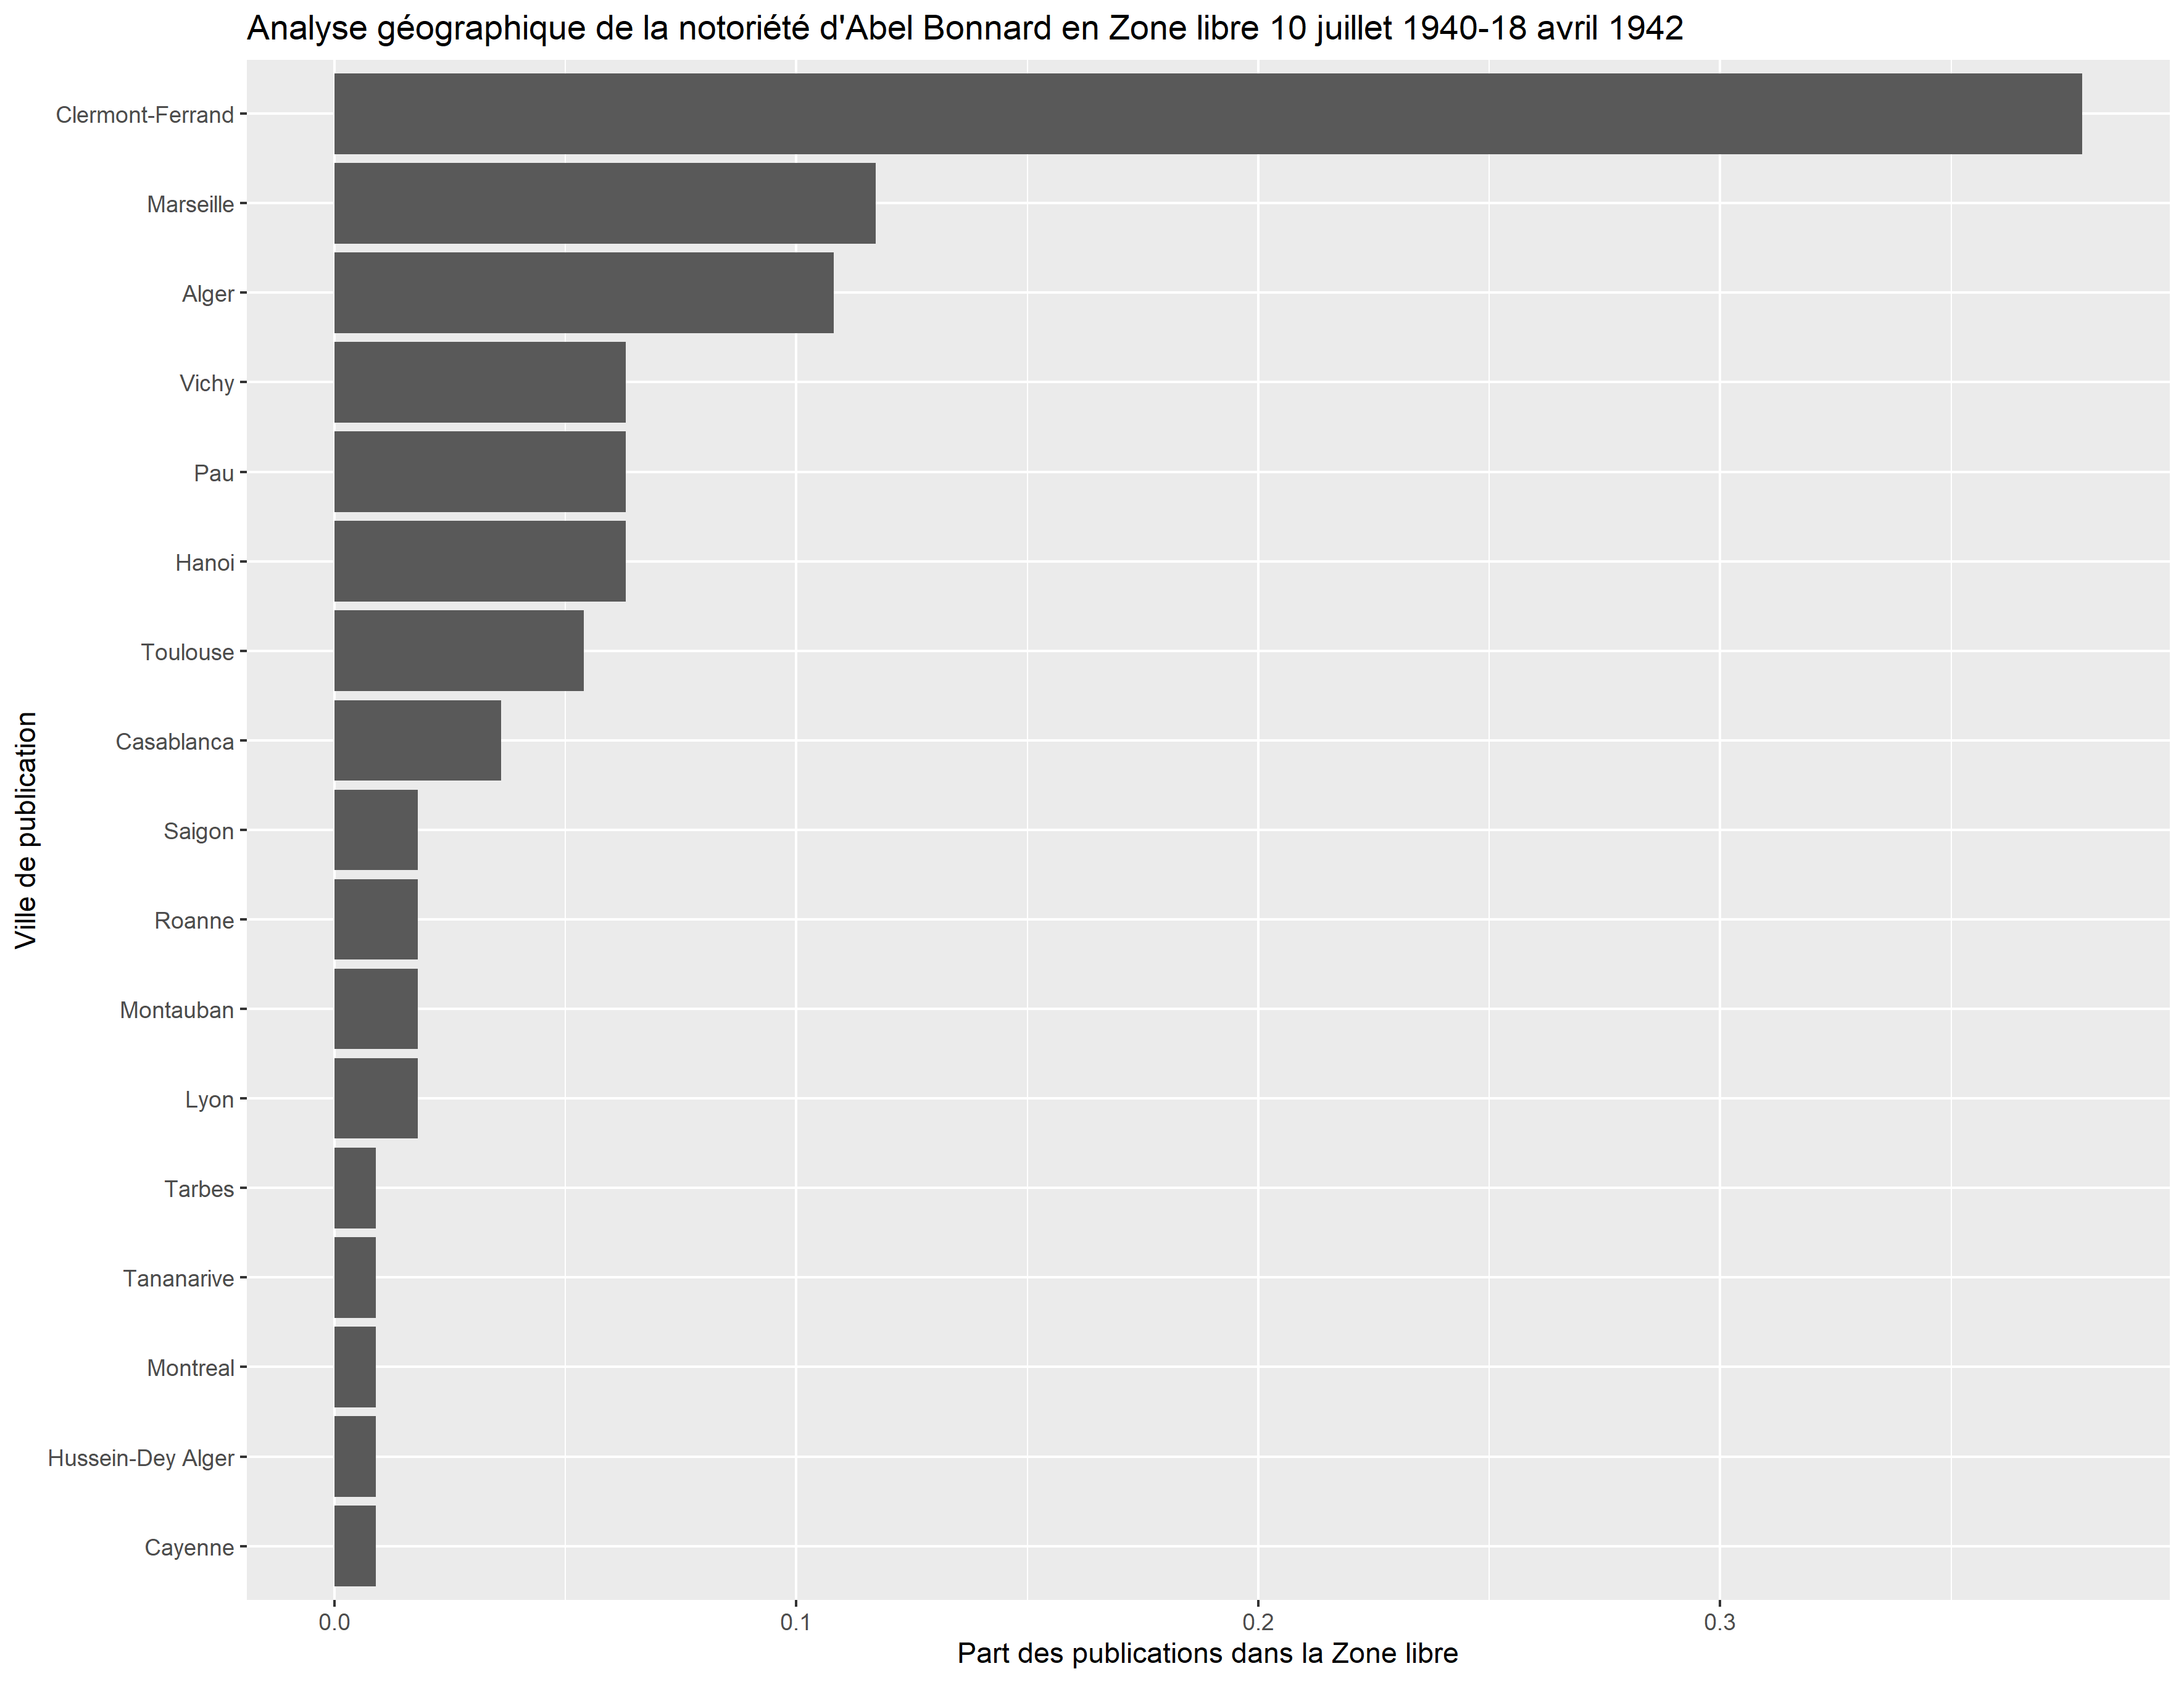 Analyse géographique de la notoriété d'Abel Bonnard en Zone libre 10 juillet 1940-18 avril 1942
Ville de publication
Clermont-Ferrand
Marseille
Alger
Vichy
Pau
Hanoi
Toulouse
Casablanca
Saigon
Roanne
Montauban
Lyon
Tarbes
Tananarive
Montreal
Hussein-Dey Alger
Cayenne
0.0 0.1 0.2 0.3
Part des publications dans la Zone libre